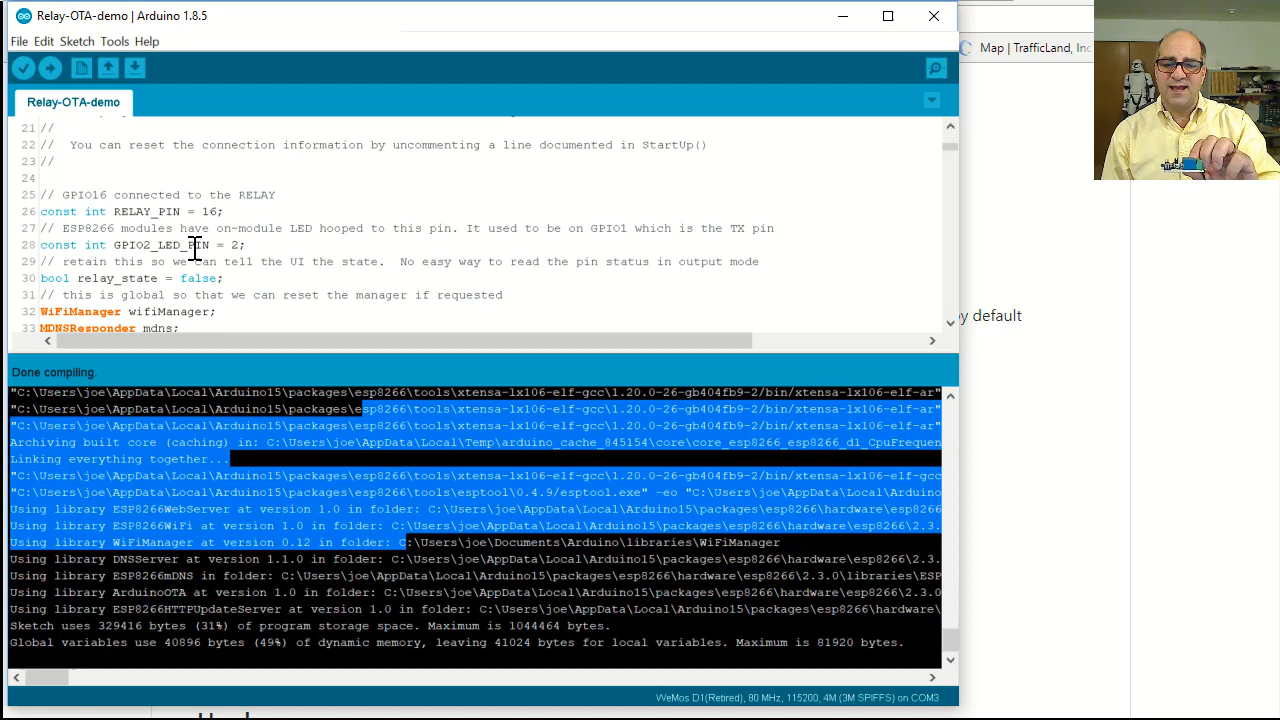 Relay-OTA-demo | Arduino 1.8.5
File Edit Sketch Tools Help
Map | TrafficLand, Inc
Relay-OTA-demo
21 //
22 //  You can reset the connection information by uncommenting a line documented in StartUp()
23 //
24
25 // GPIO16 connected to the RELAY
26 const int RELAY_PIN = 16;
27 // ESP8266 modules have on-module LED hooped to this pin. It used to be on GPIO1 which is the TX pin
28 const int GPIO2_LED_PIN = 2;
29 // retain this so we can tell the UI the state.  No easy way to read the pin status in output mode
30 bool relay_state = false;
31 // this is global so that we can reset the manager if requested
32 WiFiManager wifiManager;
33 MDNSResponder mdns;
by default
Done compiling.
"C:\Users\joe\AppData\Local\Arduino15\packages\esp8266\tools\xtensa-lx106-elf-gcc\1.20.0-26-gb404fb9-2/bin/xtensa-lx106-elf-ar"
"C:\Users\joe\AppData\Local\Arduino15\packages\esp8266\tools\xtensa-lx106-elf-gcc\1.20.0-26-gb404fb9-2/bin/xtensa-lx106-elf-ar"
"C:\Users\joe\AppData\Local\Arduino15\packages\esp8266\tools\xtensa-lx106-elf-gcc\1.20.0-26-gb404fb9-2/bin/xtensa-lx106-elf-ar"
Archiving built core (caching) in: C:\Users\joe\AppData\Local\Temp\arduino_cache_845154\core\core_esp8266_esp8266_d1_CpuFrequen
Linking everything together...
"C:\Users\joe\AppData\Local\Arduino15\packages\esp8266\tools\xtensa-lx106-elf-gcc\1.20.0-26-gb404fb9-2/bin/xtensa-lx106-elf-gcc
"C:\Users\joe\AppData\Local\Arduino15\packages\esp8266\tools\esptool\0.4.9/esptool.exe" -eo "C:\Users\joe\AppData\Local\Arduino
Using library ESP8266WebServer at version 1.0 in folder: C:\Users\joe\AppData\Local\Arduino15\packages\esp8266\hardware\esp8266
Using library ESP8266WiFi at version 1.0 in folder: C:\Users\joe\AppData\Local\Arduino15\packages\esp8266\hardware\esp8266\2.3.
Using library WiFiManager at version 0.12 in folder: C:\Users\joe\Documents\Arduino\libraries\WiFiManager
Using library DNSServer at version 1.1.0 in folder: C:\Users\joe\AppData\Local\Arduino15\packages\esp8266\hardware\esp8266\2.3.
Using library ESP8266mDNS in folder: C:\Users\joe\AppData\Local\Arduino15\packages\esp8266\hardware\esp8266\2.3.0\libraries\ESP
Using library ArduinoOTA at version 1.0 in folder: C:\Users\joe\AppData\Local\Arduino15\packages\esp8266\hardware\esp8266\2.3.0
Using library ESP8266HTTPUpdateServer at version 1.0 in folder: C:\Users\joe\AppData\Local\Arduino15\packages\esp8266\hardware\
Sketch uses 329416 bytes (31%) of program storage space. Maximum is 1044464 bytes.
Global variables use 40896 bytes (49%) of dynamic memory, leaving 41024 bytes for local variables. Maximum is 81920 bytes.
WeMos D1(Retired), 80 MHz, 115200, 4M (3M SPIFFS) on COM3